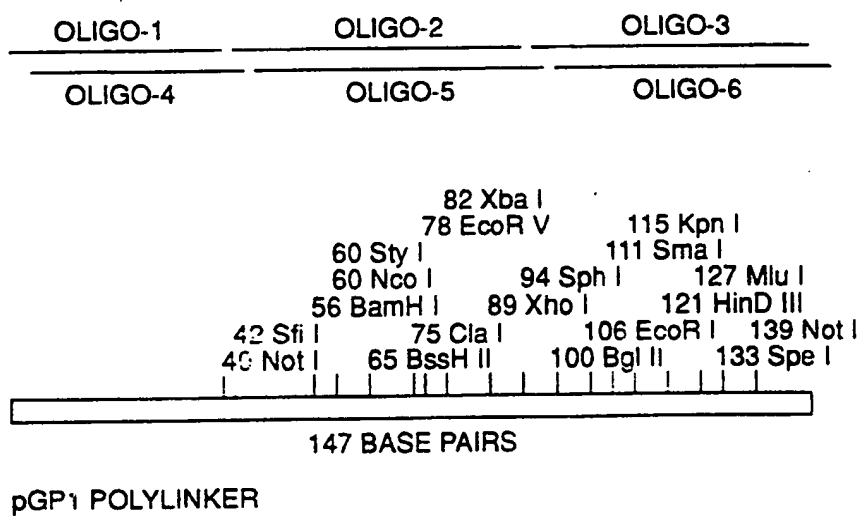 OLIGO-1 OLIGO-2 OLIGO-3
OLIGO-4 OLIGO-5 OLIGO-6
82 Xba I
78 EcoR V 115 Kpn I
60 Sty I 111 Sma I
60 Nco I 94 Sph I 127 Mlu I
56 BamH I 89 Xho I 121 HinD III
42 Sfi I 75 Cla I 106 EcoR I 139 Not I
40 Not I 65 BssH II 100 Bgl II 133 Spe I
147 BASE PAIRS
pGP1 POLYLINKER